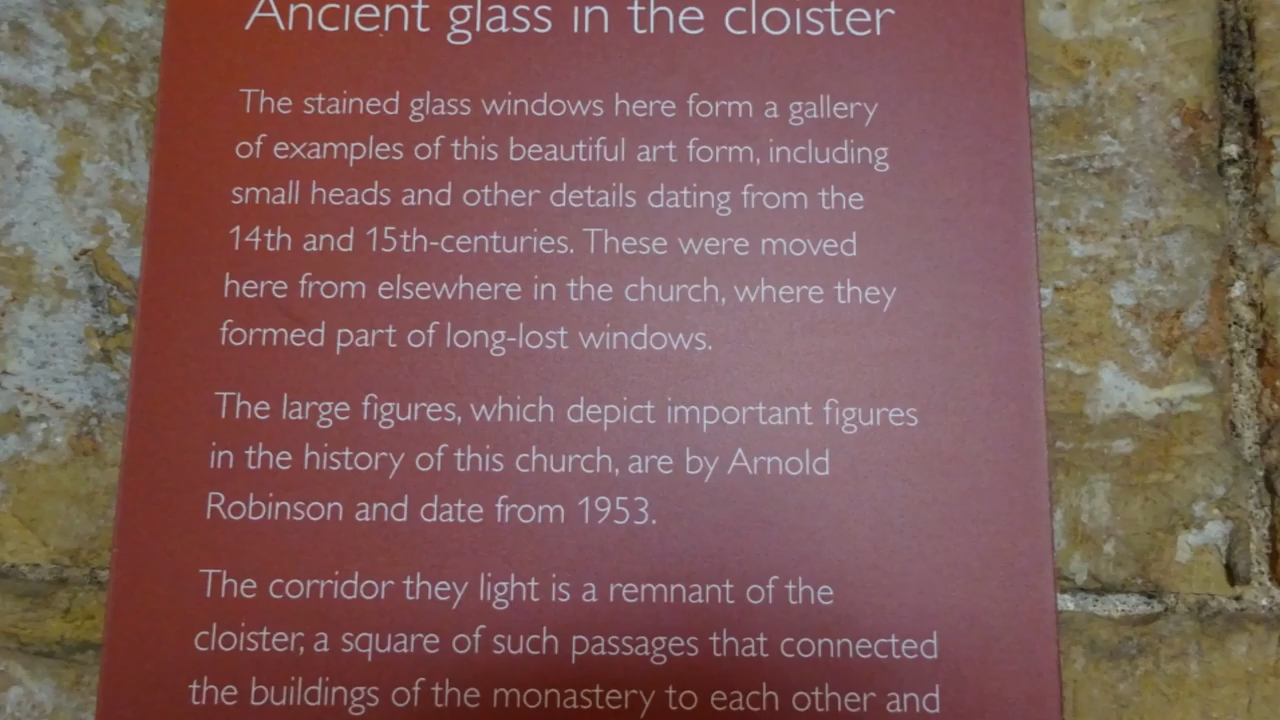 Ancient glass in the cloister
The stained glass windows here form a gallery
of examples of this beautiful art form, including
small heads and other details dating from the
14th and 15th-centuries. These were moved
here from elsewhere in the church, where they
formed part of long-lost windows.
The large figures, which depict important figures
in the history of this church, are by Arnold
Robinson and date from 1953.
The corridor they light is a remnant of the
cloister, a square of such passages that connected
the buildings of the monastery to each other and